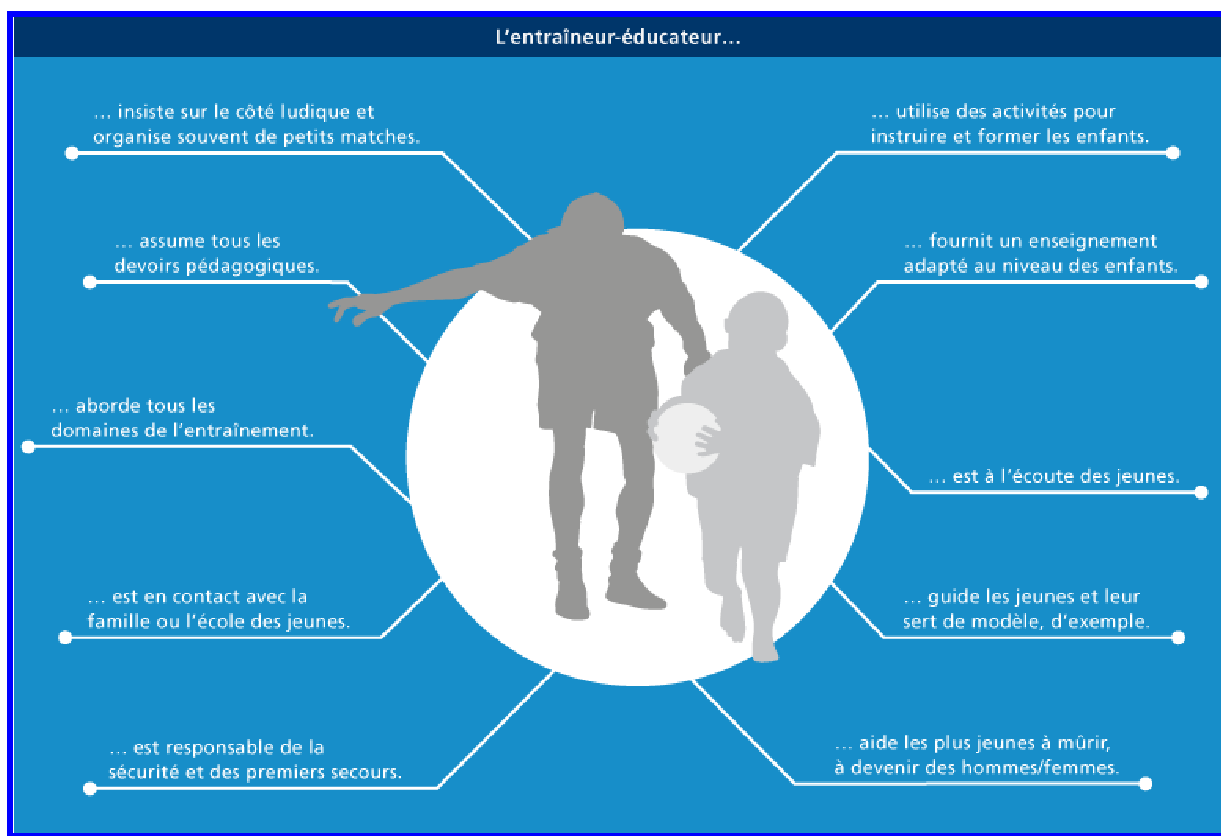 L'entraîneur-éducateur...
... insiste sur le côté ludique et
organise souvent de petits matches.
... assume tous les
devoirs pédagogiques.
... aborde tous les
domaines de l'entraînement.
... est en contact avec la
famille ou l'école des jeunes.
... est responsable de la
sécurité et des premiers secours.
... utilise des activités pour
instruire et former les enfants.
... fournit un enseignement
adapté au niveau des enfants.
... est à l'écoute des jeunes.
... guide les jeunes et leur
sert de modèle, d'exemple.
... aide les plus jeunes à mûrir,
à devenir des hommes/femmes.